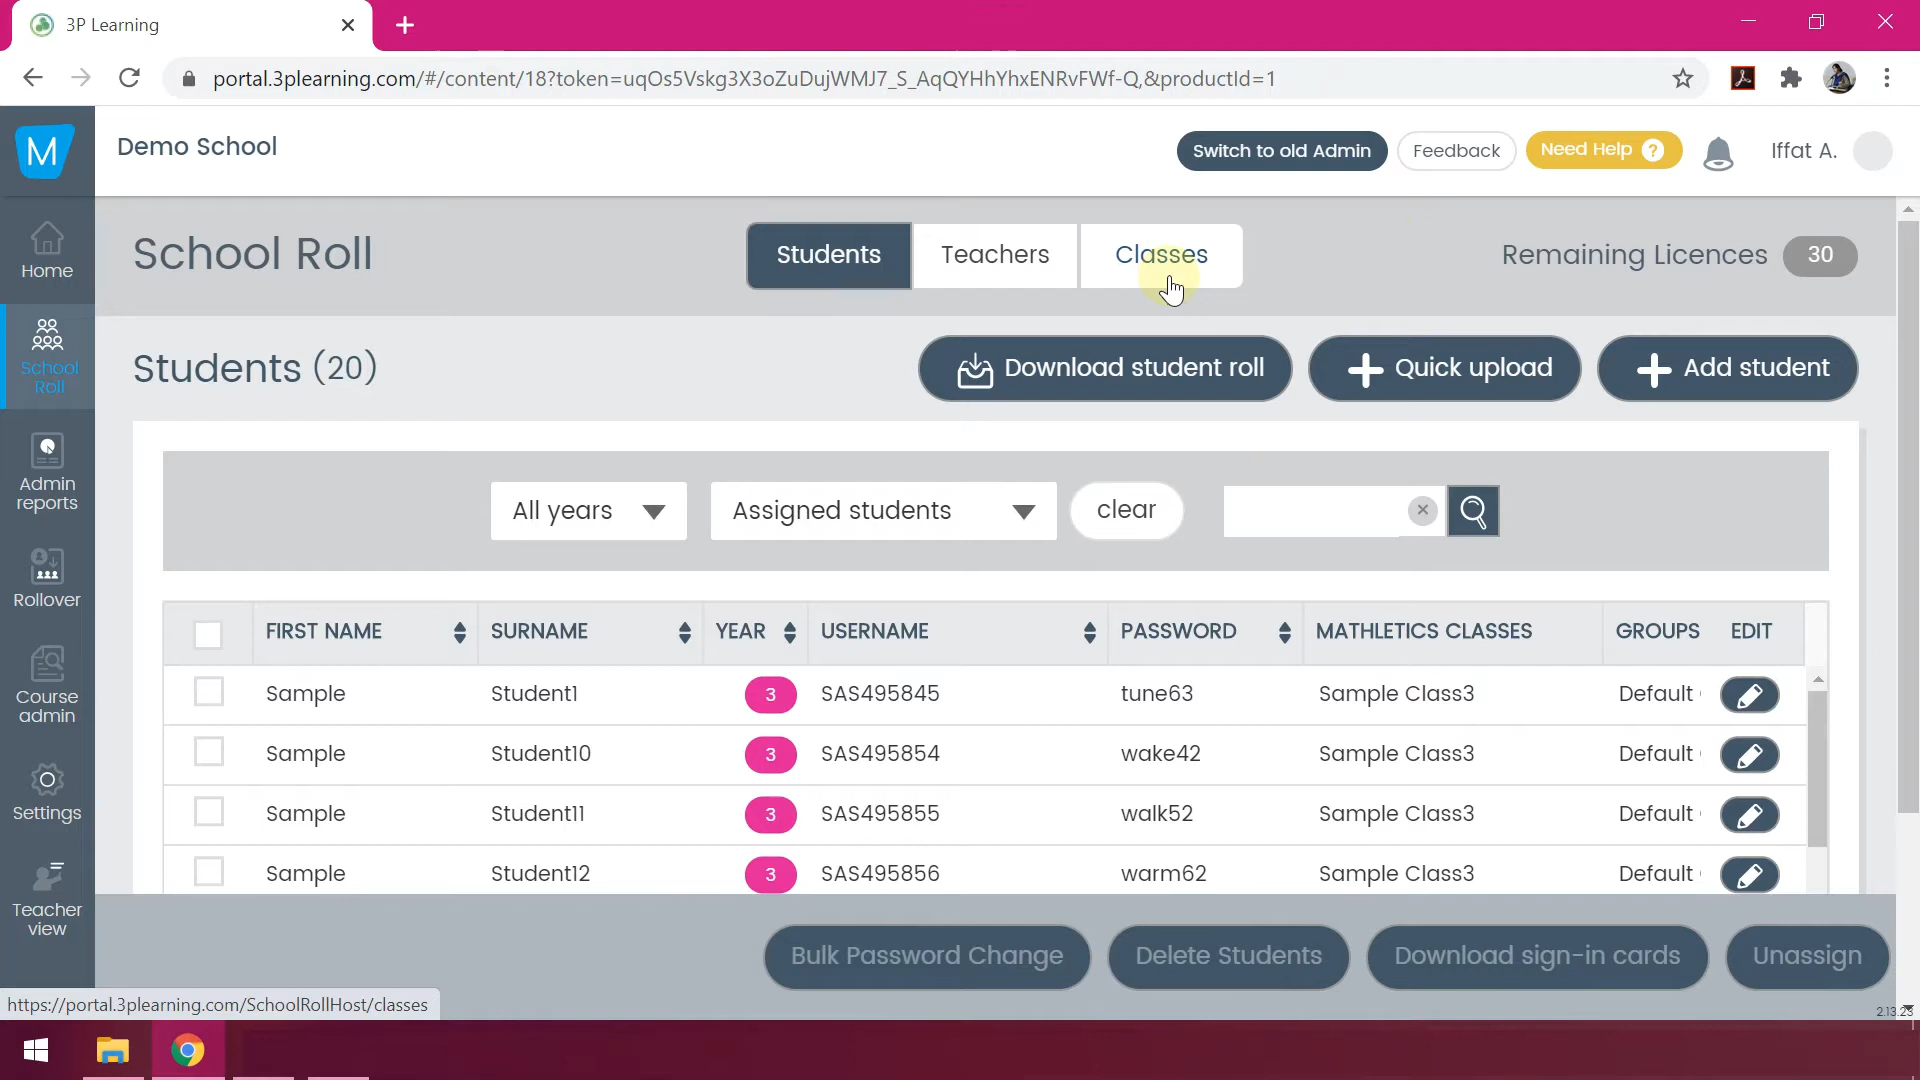 3P Learning
portal.3plearning.com/#/content/18?token=uqOs5Vskg3X3oZuDujWMJ7_S_AqQYHhYhxENRvFWf-Q,&productId=1
M
Demo School
Switch to old Admin
Feedback
Need Help ?
Iffat A.
Home
School Roll
Admin reports
Rollover
Course admin
Settings
Teacher view
School Roll
Students Teachers Classes
Remaining Licences 30
Students (20)
Download student roll
Quick upload
Add student
All years
Assigned students
clear
FIRST NAME SURNAME YEAR USERNAME PASSWORD MATHLETICS CLASSES GROUPS EDIT
Sample Student1 3 SAS495845 tune63 Sample Class3 Default
Sample Student10 3 SAS495854 wake42 Sample Class3 Default
Sample Student11 3 SAS495855 walk52 Sample Class3 Default
Sample Student12 3 SAS495856 warm62 Sample Class3 Default
Bulk Password Change
Delete Students
Download sign-in cards
Unassign
https://portal.3plearning.com/SchoolRollHost/classes
2.13.23